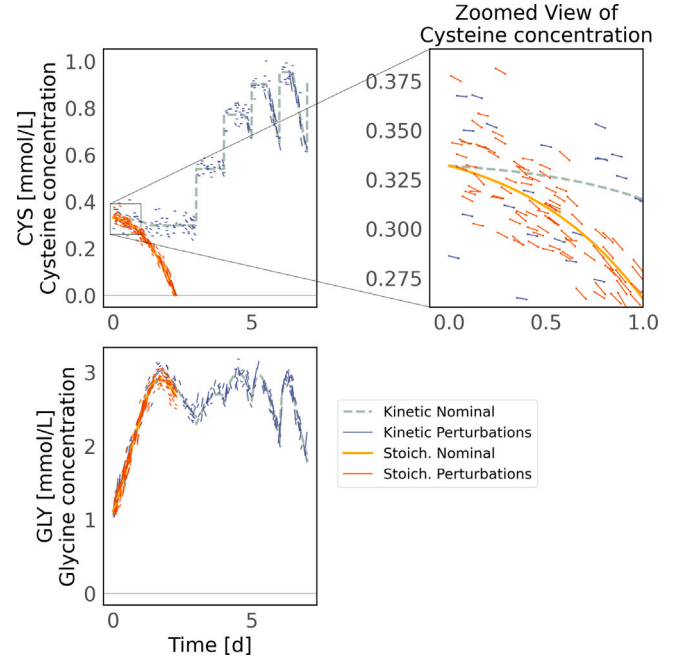 Zoomed View of
Cysteine concentration
CYS [mmol/L]
Cysteine concentration
1.0
0.8
0.6
0.4
0.2
0.0
0
5
0.375
0.350
0.325
0.300
0.275
0.0
0.5
1.0
GLY [mmol/L]
Glycine concentration
3
2
1
0
0
5
Time [d]
Kinetic Nominal
Kinetic Perturbations
Stoich. Nominal
Stoich. Perturbations